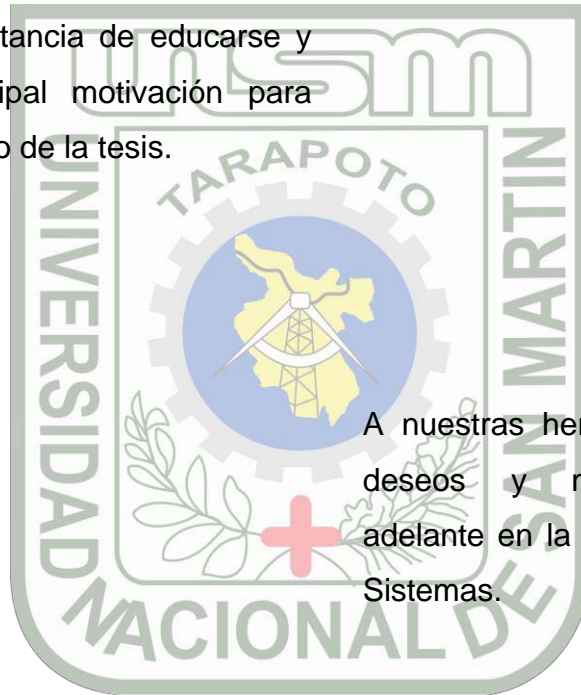 tancia de educarse y
ipal motivación para
o de la tesis.
unsm
TARAPOTO
UNIVERSIDAD
NACIONAL DE
SAN MARTIN
A nuestras her
deseos y
adelante en la
Sistemas.